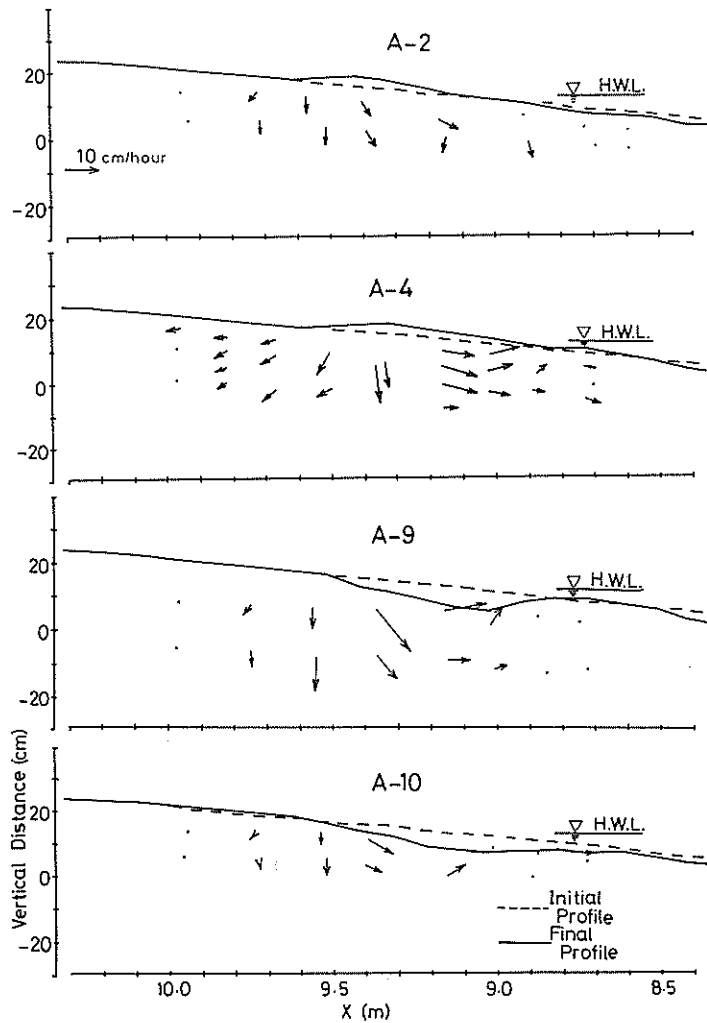 A-2
H.W.L.
20
0
10 cm/hour
-20
A-4
H.W.L.
20
0
-20
A-9
H.W.L.
20
0
-20
A-10
H.W.L.
20
0
-20
Vertical Distance (cm)
Initial
Profile
Final
Profile
10.0
9.5
9.0
8.5
X (m)